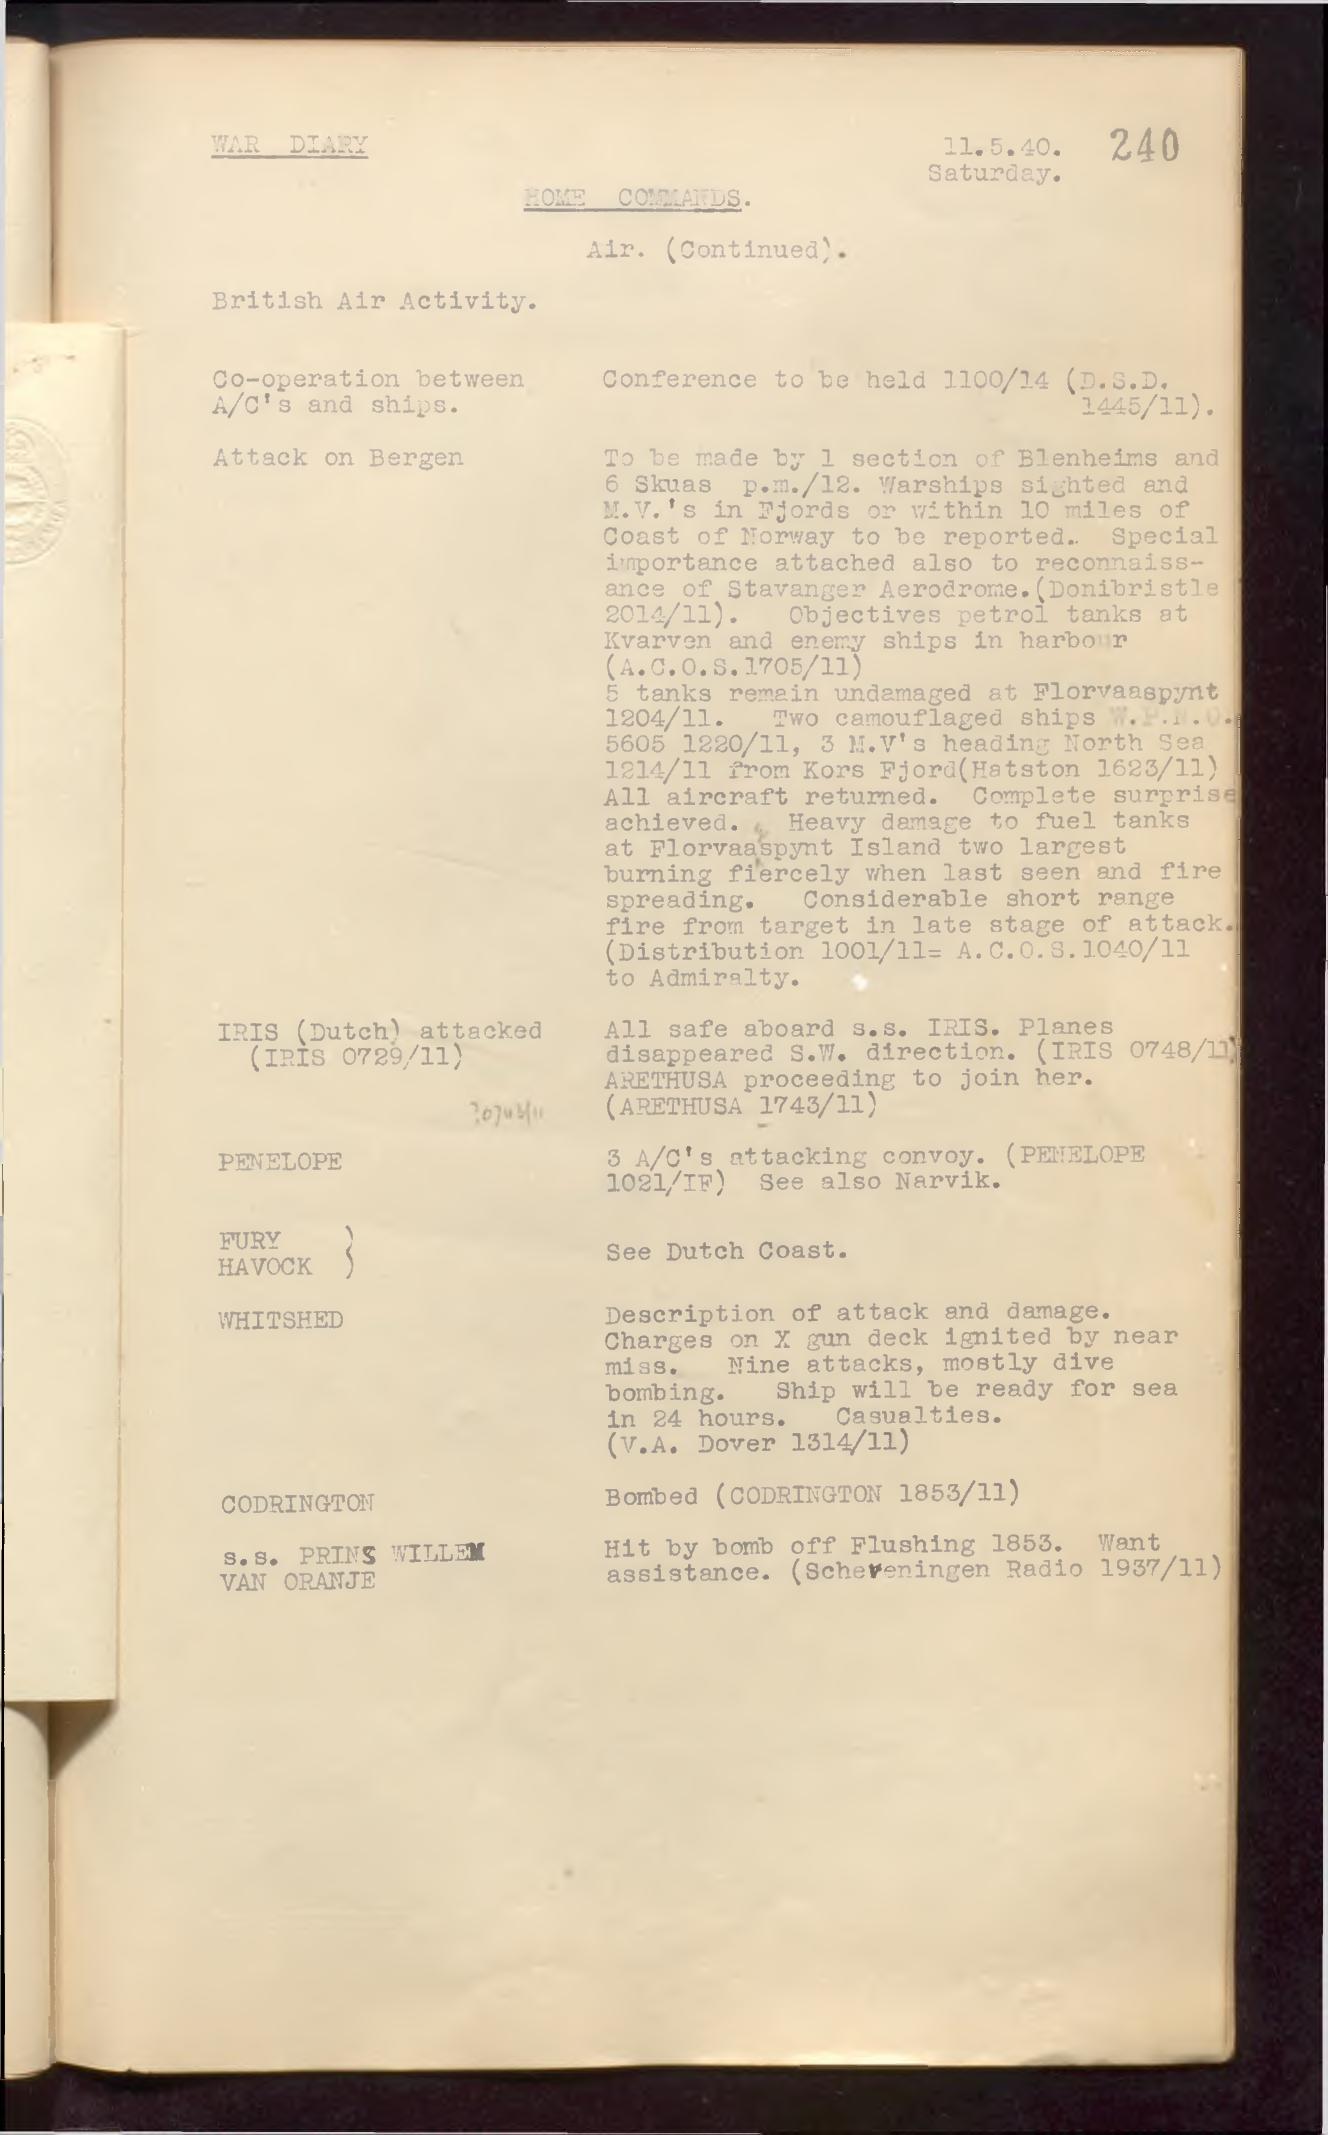 WAR DIARY
11.5.40. 240
Saturday.
HOME COMMANDS.
Air. (Continued).
British Air Activity.
Co-operation between
A/C's and ships.
Conference to be held 1100/14 (D.S.D.
1445/11).
Attack on Bergen
To be made by 1 section of Blenheims and
6 Skuas p.m./12. Warships sighted and
M.V.'s in Fjords or within 10 miles of
Coast of Norway to be reported.. Special
importance attached also to reconnaiss-
ance of Stavanger Aerodrome.(Donibristle
2014/11). Objectives petrol tanks at
Kvarven and enemy ships in harbour
(A.C.O.S.1705/11)
5 tanks remain undamaged at Florvaaspynt
1204/11. Two camouflaged ships
5605 1220/11, 3 M.V's heading North Sea
1214/11 from Kors Fjord(Hatston 1623/11)
All aircraft returned. Complete surprise
achieved. Heavy damage to fuel tanks
at Florvaaspynt Island two largest
burning fiercely when last seen and fire
spreading. Considerable short range
fire from target in late stage of attack.
(Distribution 1001/11= A.C.O.S.1040/11
to Admiralty.
IRIS (Dutch) attacked
(IRIS 0729/11)
?0743/11
All safe aboard s.s. IRIS. Planes
disappeared S.W. direction. (IRIS 0748/11)
ARETHUSA proceeding to join her.
(ARETHUSA 1743/11)
PENELOPE
3 A/C's attacking convoy. (PENELOPE
1021/IF) See also Narvik.
FURY )
HAVOCK )
See Dutch Coast.
WHITSHED
Description of attack and damage.
Charges on X gun deck ignited by near
miss. Nine attacks, mostly dive
bombing. Ship will be ready for sea
in 24 hours. Casualties.
(V.A. Dover 1314/11)
CODRINGTON
Bombed (CODRINGTON 1853/11)
s.s. PRINS WILLEM
VAN ORANJE
Hit by bomb off Flushing 1853. Want
assistance. (Scheveningen Radio 1937/11)